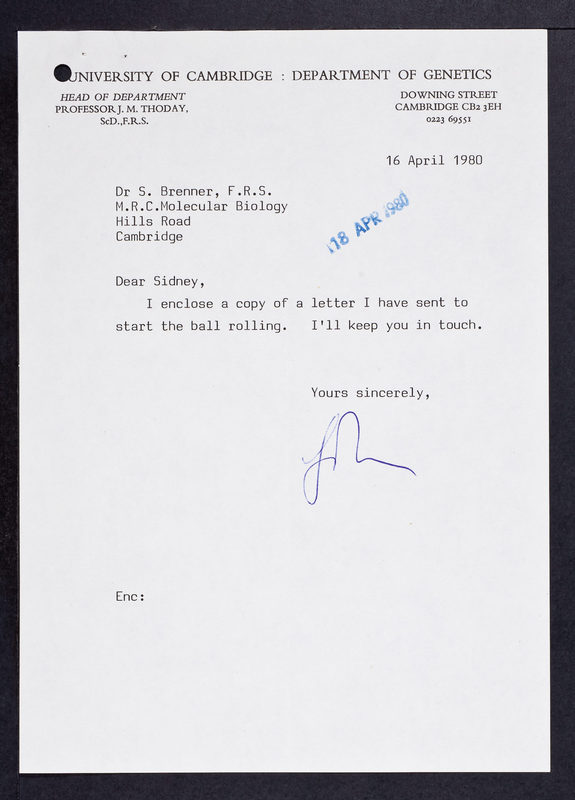 UNIVERSITY OF CAMBRIDGE : DEPARTMENT OF GENETICS
HEAD OF DEPARTMENT
PROFESSOR J. M. THODAY,
ScD.,F.R.S.
DOWNING STREET
CAMBRIDGE CB2 3EH
0223 69551
16 April 1980
Dr S. Brenner, F.R.S.
M.R.C.Molecular Biology
Hills Road
Cambridge
18 APR 1980
Dear Sidney,
I enclose a copy of a letter I have sent to
start the ball rolling. I'll keep you in touch.
Yours sincerely,
Enc: